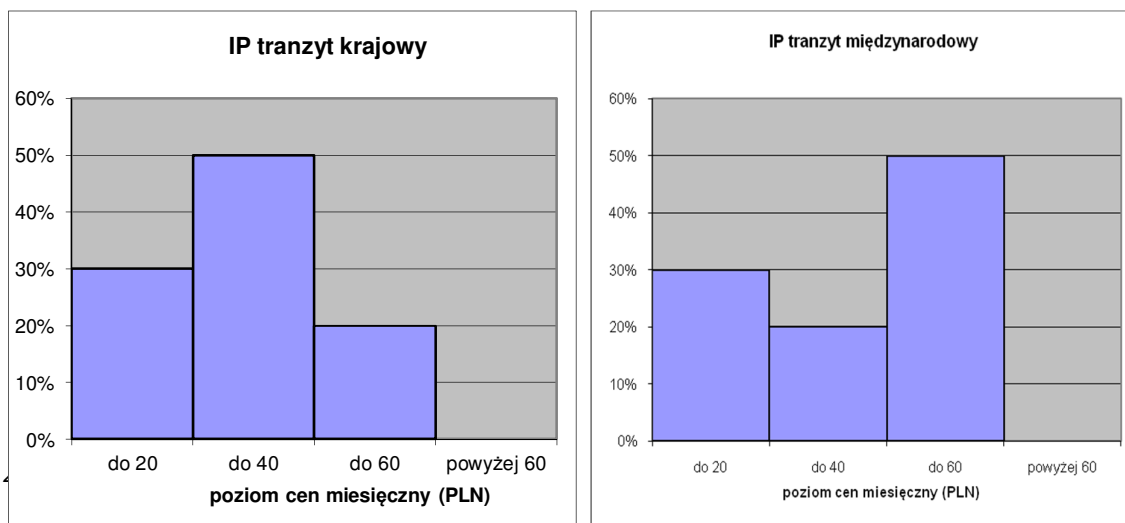 IP tranzyt krajowy
60%
50%
40%
30%
20%
10%
0%
do 20 do 40 do 60 powyżej 60
poziom cen miesięczny (PLN)
IP tranzyt międzynarodowy
60%
50%
40%
30%
20%
10%
0%
do 20 do 40 do 60 powyżej 60
poziom cen miesięczny (PLN)